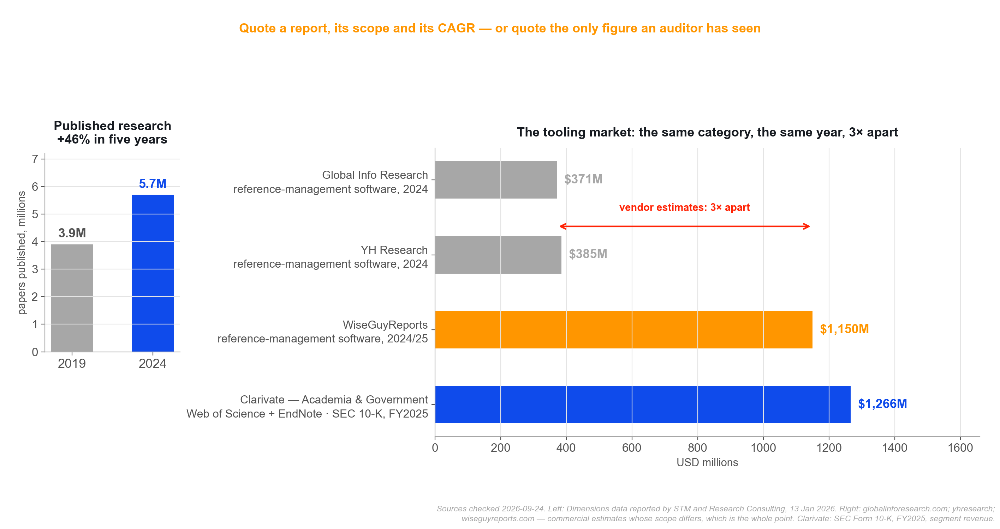 Quote a report, its scope and its CAGR — or quote the only figure an auditor has seen
Published research
+46% in five years
papers published, millions
7
6
5
4
3
2
1
0
3.9M
5.7M
2019
2024
The tooling market: the same category, the same year, 3× apart
Global Info Research
reference-management software, 2024
$371M
vendor estimates: 3× apart
YH Research
reference-management software, 2024
$385M
WiseGuyReports
reference-management software, 2024/25
$1,150M
Clarivate — Academia & Government
Web of Science + EndNote · SEC 10-K, FY2025
$1,266M
0
200
400
600
800
1000
1200
1400
1600
USD millions
Sources checked 2026-09-24. Left: Dimensions data reported by STM and Research Consulting, 13 Jan 2026. Right: globalinforesearch.com; yhresearch;
wiseguyreports.com — commercial estimates whose scope differs, which is the whole point. Clarivate: SEC Form 10-K, FY2025, segment revenue.